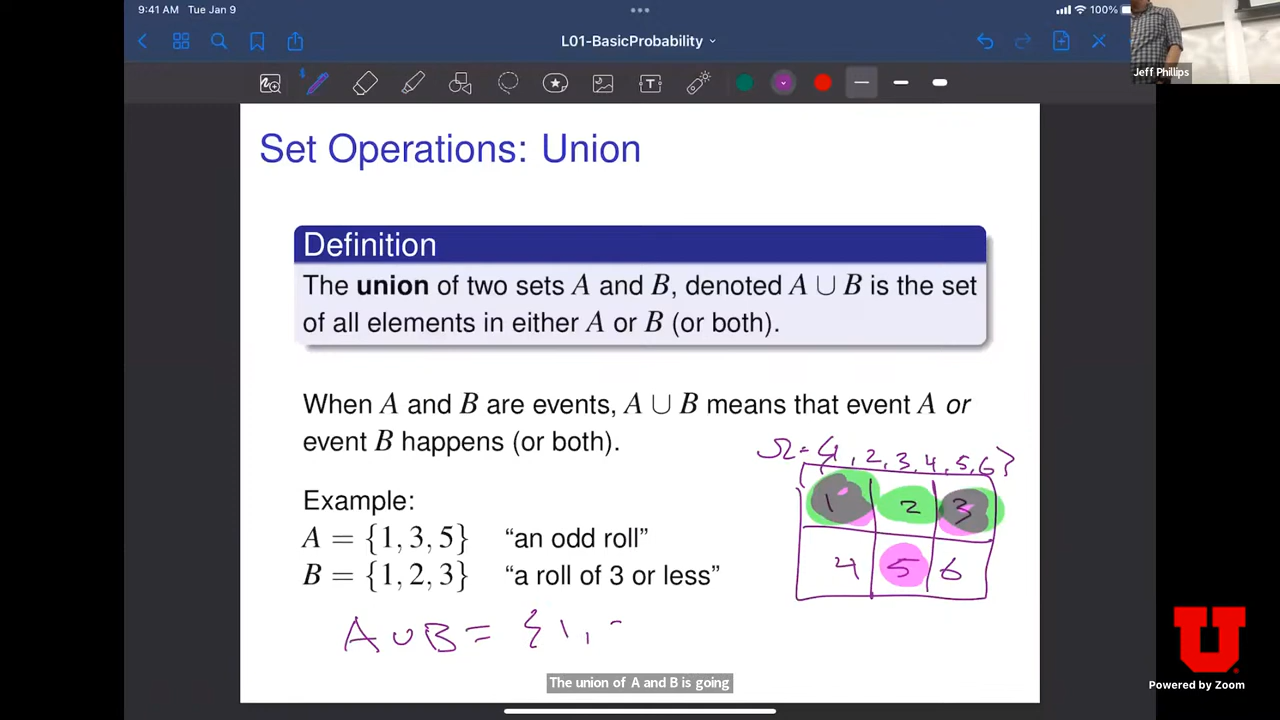 9:41 AM Tue Jan 9
100%
L01-BasicProbability
Jeff Phillips
T
Set Operations: Union
Definition
The union of two sets A and B, denoted A ∪ B is the set
of all elements in either A or B (or both).
When A and B are events, A ∪ B means that event A or
event B happens (or both).
Ω = {1, 2, 3, 4, 5, 6}
1 2 3
4 5 6
Example:
A = {1, 3, 5} “an odd roll”
B = {1, 2, 3} “a roll of 3 or less”
A ∪ B = {1,
The union of A and B is going
U
Powered by Zoom